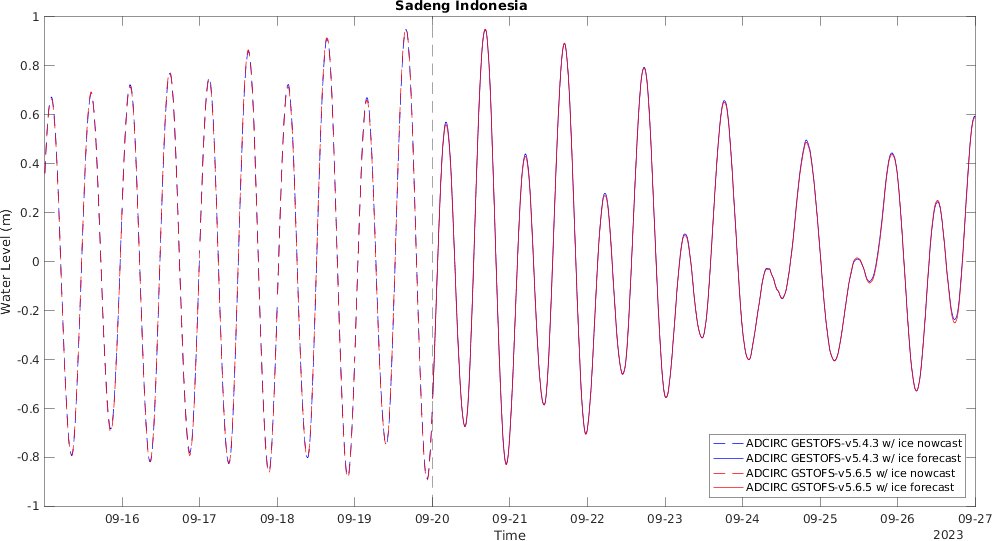 Sadeng Indonesia
1
0.8
0.6
0.4
0.2
0
-0.2
-0.4
-0.6
-0.8
-1
Water Level (m)
ADCIRC GESTOFS-v5.4.3 w/ ice nowcast
ADCIRC GESTOFS-v5.4.3 w/ ice forecast
ADCIRC GSTOFS-v5.6.5 w/ ice nowcast
ADCIRC GSTOFS-v5.6.5 w/ ice forecast
09-16 09-17 09-18 09-19 09-20 09-21 09-22 09-23 09-24 09-25 09-26 09-27
Time
2023